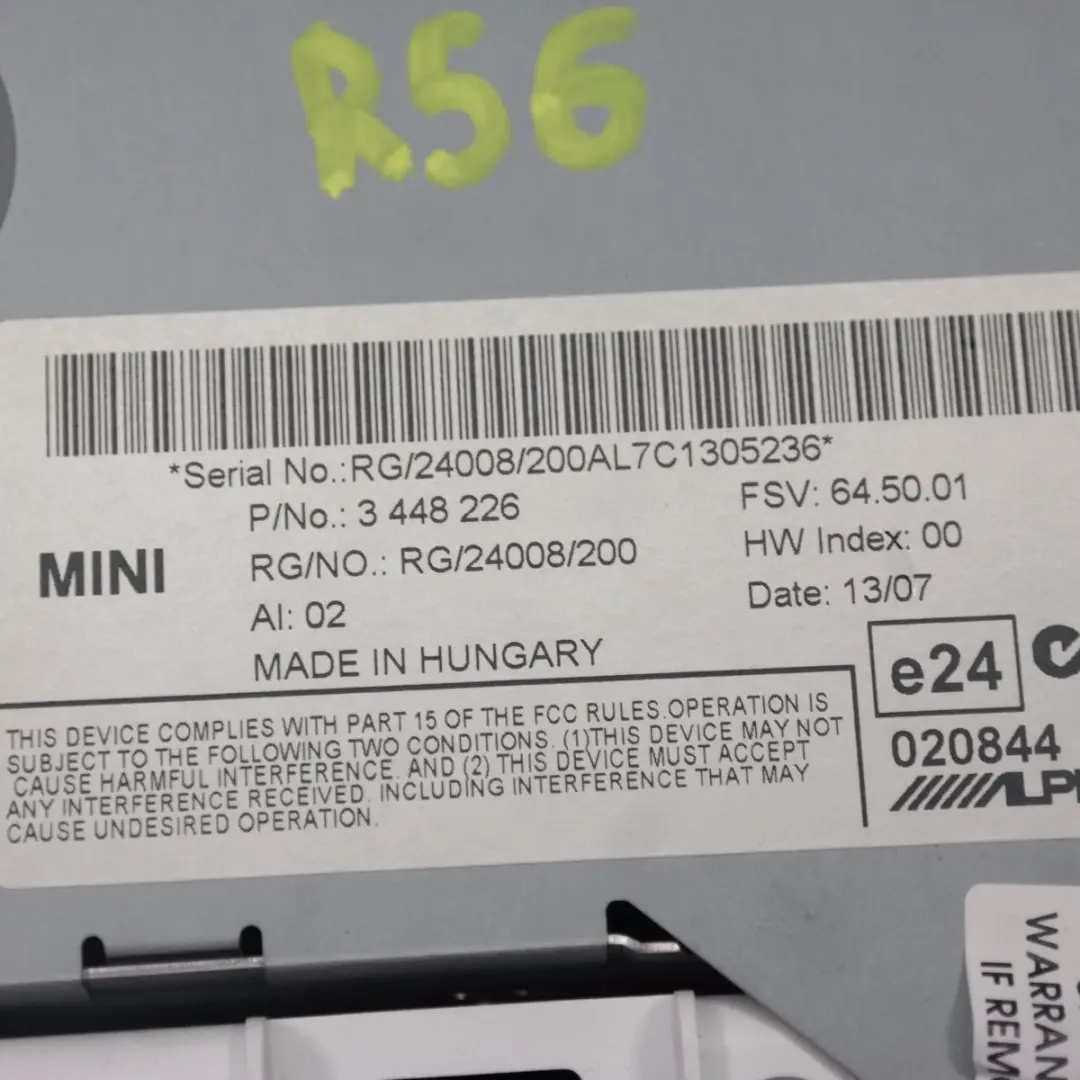 R56
*Serial No.:RG/24008/200AL7C1305236*
P/No.: 3 448 226
FSV: 64.50.01
MINI
RG/NO.: RG/24008/200
HW Index: 00
AI: 02
Date: 13/07
MADE IN HUNGARY
e24
THIS DEVICE COMPLIES WITH PART 15 OF THE FCC RULES.OPERATION IS
SUBJECT TO THE FOLLOWING TWO CONDITIONS. (1)THIS DEVICE MAY NOT
CAUSE HARMFUL INTERFERENCE. AND (2) THIS DEVICE MUST ACCEPT
ANY INTERFERENCE RECEIVED. INCLUDING INTERFERENCE THAT MAY
CAUSE UNDESIRED OPERATION.
020844
IF